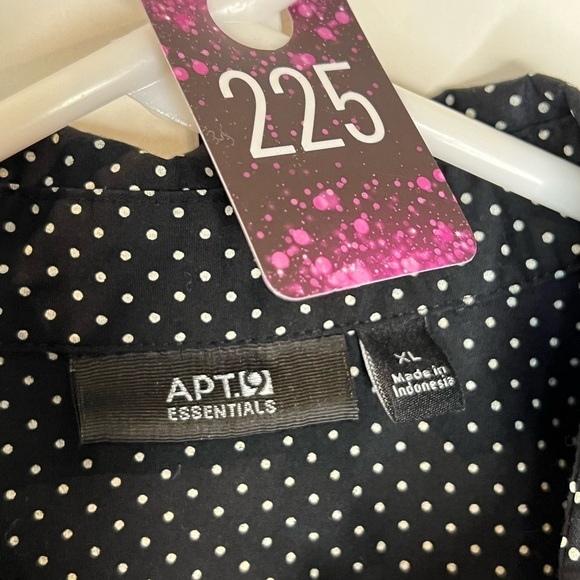 225
APT.9
ESSENTIALS
XL
Made in
Indonesia